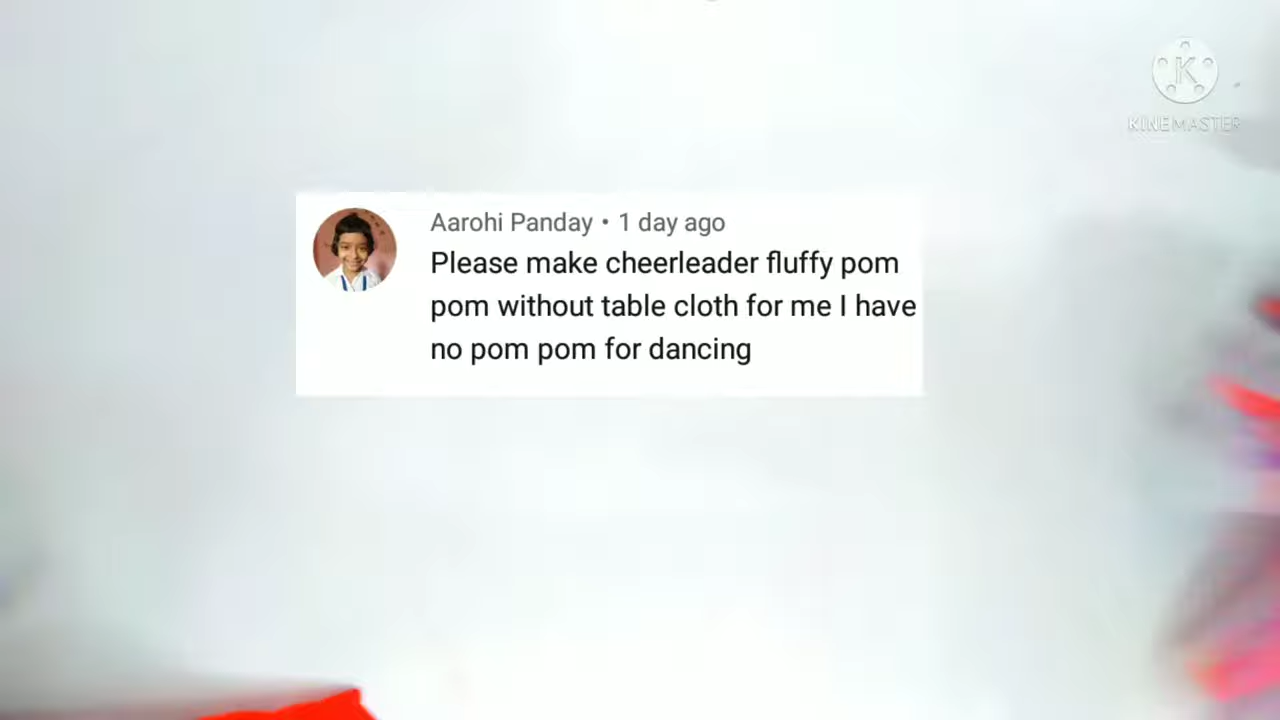 KINEMASTER
Aarohi Panday • 1 day ago
Please make cheerleader fluffy pom
pom without table cloth for me I have
no pom pom for dancing